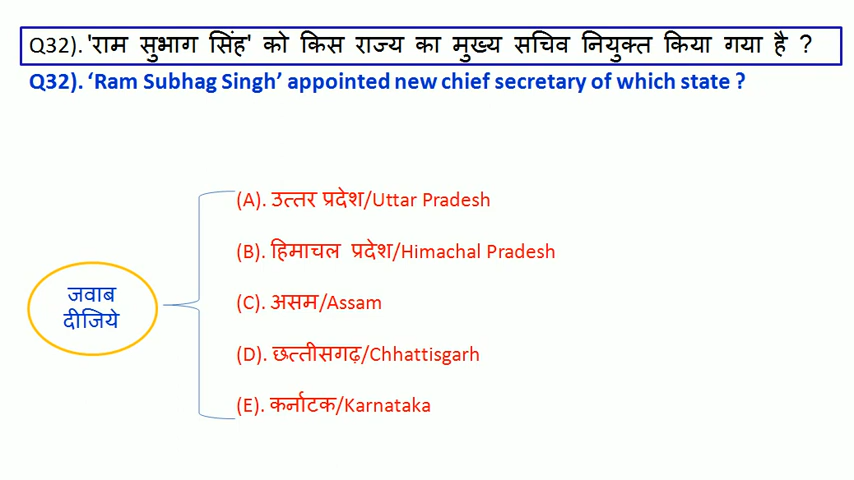 Q32). 'राम सुभाग सिंह' को किस राज्य का मुख्य सचिव नियुक्त किया गया है ?
Q32). ‘Ram Subhag Singh’ appointed new chief secretary of which state ?
(A). उत्तर प्रदेश/Uttar Pradesh
(B). हिमाचल प्रदेश/Himachal Pradesh
जवाब
दीजिये
(C). असम/Assam
(D). छत्तीसगढ़/Chhattisgarh
(E). कर्नाटक/Karnataka